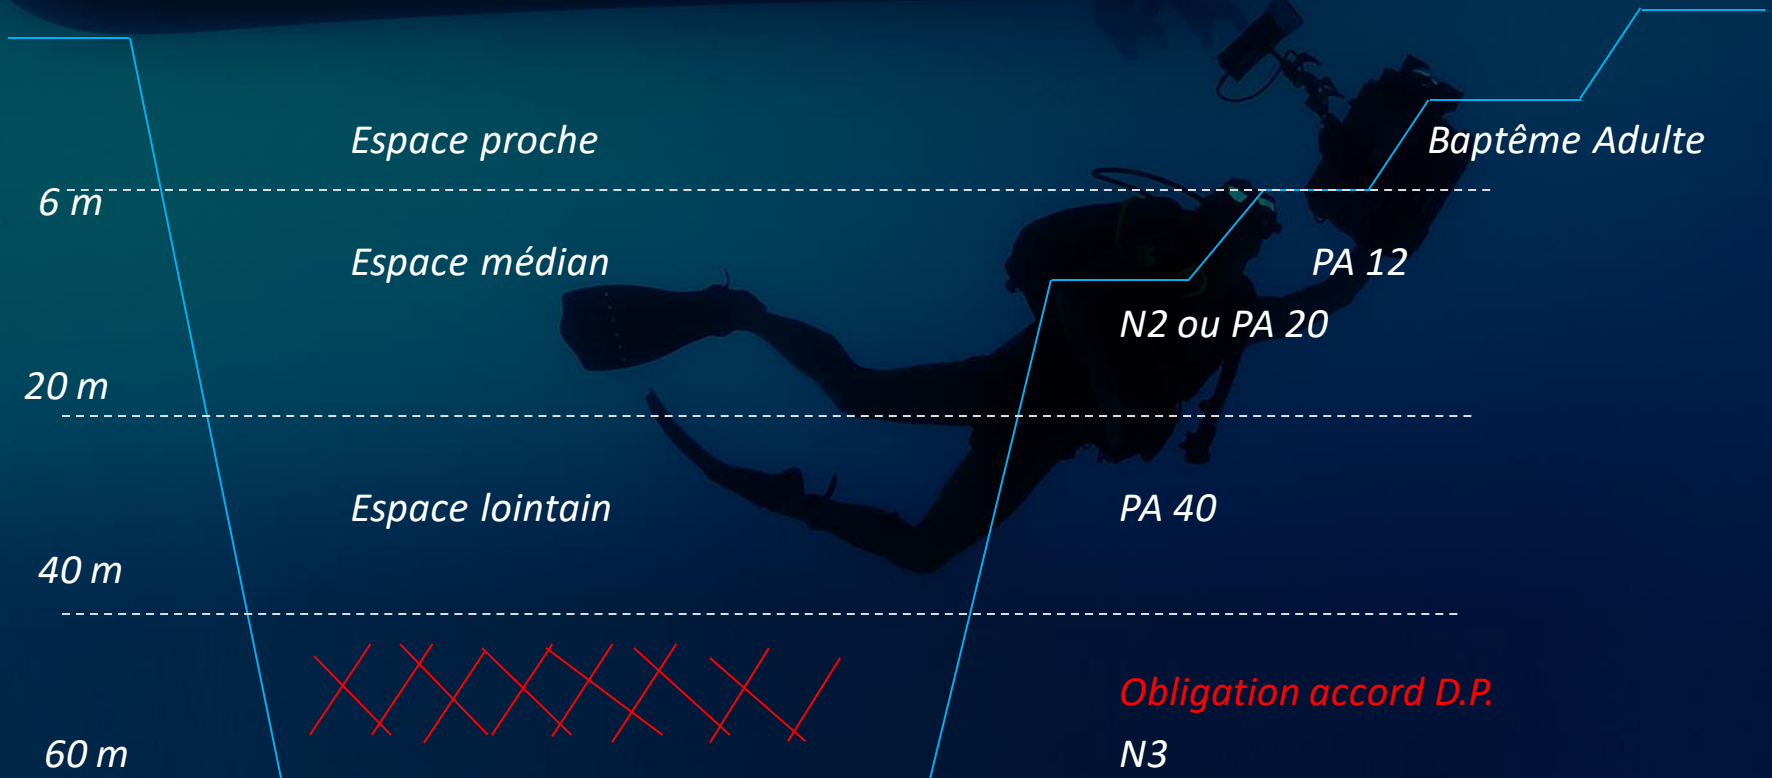 Espace proche
Baptême Adulte
6 m
Espace médian
PA 12
N2 ou PA 20
20 m
Espace lointain
PA 40
40 m
Obligation accord D.P.
60 m
N3